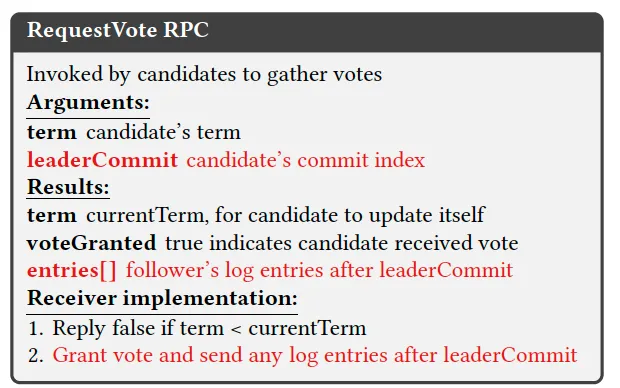 RequestVote RPC
Invoked by candidates to gather votes
Arguments:
term candidate's term
leaderCommit candidate's commit index
Results:
term currentTerm, for candidate to update itself
voteGranted true indicates candidate received vote
entries[] follower's log entries after leaderCommit
Receiver implementation:
1. Reply false if term < currentTerm
2. Grant vote and send any log entries after leaderCommit